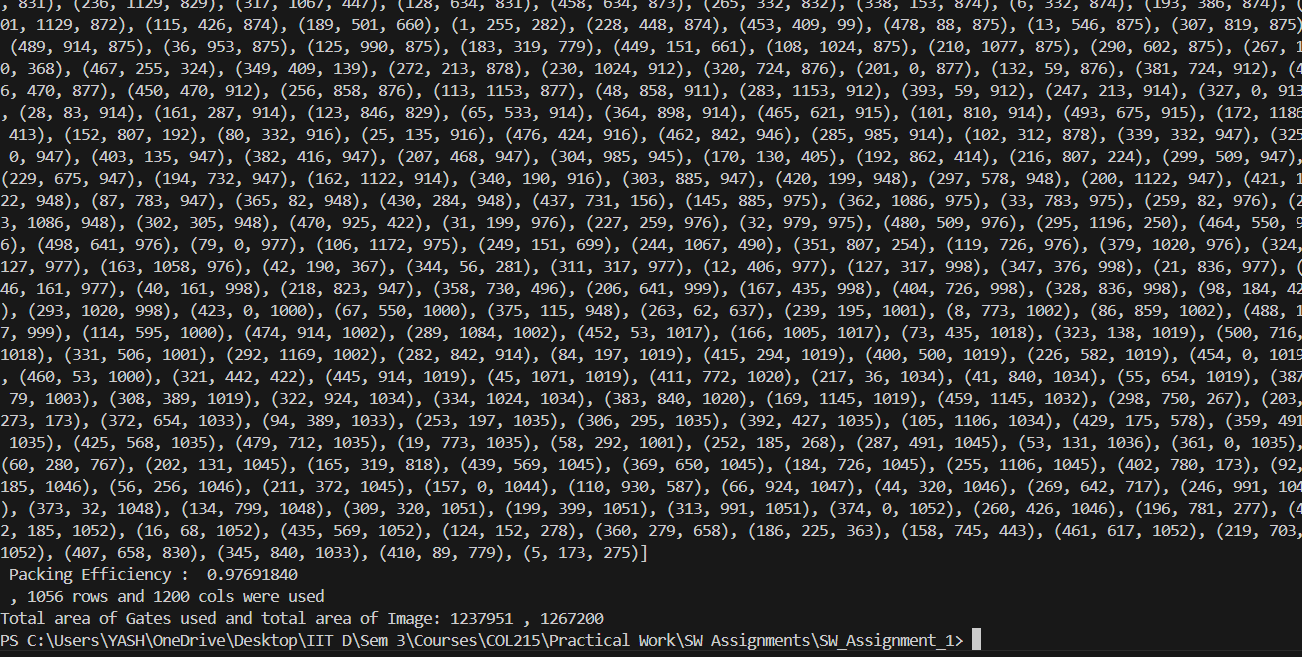 , 831), (236, 1129, 829), (317, 1067, 447), (128, 634, 831), (458, 634, 873), (265, 332, 832), (338, 153, 874), (6, 332, 874), (193, 386, 874), (
01, 1129, 872), (115, 426, 874), (189, 501, 660), (1, 255, 282), (228, 448, 874), (453, 409, 99), (478, 88, 875), (13, 546, 875), (307, 819, 875)
(489, 914, 875), (36, 953, 875), (125, 990, 875), (183, 319, 779), (449, 151, 661), (108, 1024, 875), (210, 1077, 875), (290, 602, 875), (267, 1
0, 368), (467, 255, 324), (349, 409, 139), (272, 213, 878), (230, 1024, 912), (320, 724, 876), (201, 0, 877), (132, 59, 876), (381, 724, 912), (4
6, 470, 877), (450, 470, 912), (256, 858, 876), (113, 1153, 877), (48, 858, 911), (283, 1153, 912), (393, 59, 912), (247, 213, 914), (327, 0, 913
, (28, 83, 914), (161, 287, 914), (123, 846, 829), (65, 533, 914), (364, 898, 914), (465, 621, 915), (101, 810, 914), (493, 675, 915), (172, 1186
413), (152, 807, 192), (80, 332, 916), (25, 135, 916), (476, 424, 916), (462, 842, 946), (285, 985, 914), (102, 312, 878), (339, 332, 947), (325
0, 947), (403, 135, 947), (382, 416, 947), (207, 468, 947), (304, 985, 945), (170, 130, 405), (192, 862, 414), (216, 807, 224), (299, 509, 947),
(229, 675, 947), (194, 732, 947), (162, 1122, 914), (340, 190, 916), (303, 885, 947), (420, 199, 948), (297, 578, 948), (200, 1122, 947), (421, 1
22, 948), (87, 783, 947), (365, 82, 948), (430, 284, 948), (437, 731, 156), (145, 885, 975), (362, 1086, 975), (33, 783, 975), (259, 82, 976), (2
3, 1086, 948), (302, 305, 948), (470, 925, 422), (31, 199, 976), (227, 259, 976), (32, 979, 975), (480, 509, 976), (295, 1196, 250), (464, 550, 9
6), (498, 641, 976), (79, 0, 977), (106, 1172, 975), (249, 151, 699), (244, 1067, 490), (351, 807, 254), (119, 726, 976), (379, 1020, 976), (324,
127, 977), (163, 1058, 976), (42, 190, 367), (344, 56, 281), (311, 317, 977), (12, 406, 977), (127, 317, 998), (347, 376, 998), (21, 836, 977), (
46, 161, 977), (40, 161, 998), (218, 823, 947), (358, 730, 496), (206, 641, 999), (167, 435, 998), (404, 726, 998), (328, 836, 998), (98, 184, 42
), (293, 1020, 998), (423, 0, 1000), (67, 550, 1000), (375, 115, 948), (263, 62, 637), (239, 195, 1001), (8, 773, 1002), (86, 859, 1002), (488, 1
7, 999), (114, 595, 1000), (474, 914, 1002), (289, 1084, 1002), (452, 53, 1017), (166, 1005, 1017), (73, 435, 1018), (323, 138, 1019), (500, 716,
1018), (331, 506, 1001), (292, 1169, 1002), (282, 842, 914), (84, 197, 1019), (415, 294, 1019), (400, 500, 1019), (226, 582, 1019), (454, 0, 1019
, (460, 53, 1000), (321, 442, 422), (445, 914, 1019), (45, 1071, 1019), (411, 772, 1020), (217, 36, 1034), (41, 840, 1034), (55, 654, 1019), (387
79, 1003), (308, 389, 1019), (322, 924, 1034), (334, 1024, 1034), (383, 840, 1020), (169, 1145, 1019), (459, 1145, 1032), (298, 750, 267), (203,
273, 173), (372, 654, 1033), (94, 389, 1033), (253, 197, 1035), (306, 295, 1035), (392, 427, 1035), (105, 1106, 1034), (429, 175, 578), (359, 491
1035), (425, 568, 1035), (479, 712, 1035), (19, 773, 1035), (58, 292, 1001), (252, 185, 268), (287, 491, 1045), (53, 131, 1036), (361, 0, 1035),
(60, 280, 767), (202, 131, 1045), (165, 319, 818), (439, 569, 1045), (369, 650, 1045), (184, 726, 1045), (255, 1106, 1045), (402, 780, 173), (92,
185, 1046), (56, 256, 1046), (211, 372, 1045), (157, 0, 1044), (110, 930, 587), (66, 924, 1047), (44, 320, 1046), (269, 642, 717), (246, 991, 104
), (373, 32, 1048), (134, 799, 1048), (309, 320, 1051), (199, 399, 1051), (313, 991, 1051), (374, 0, 1052), (260, 426, 1046), (196, 781, 277), (4
2, 185, 1052), (16, 68, 1052), (435, 569, 1052), (124, 152, 278), (360, 279, 658), (186, 225, 363), (158, 745, 443), (461, 617, 1052), (219, 703,
1052), (407, 658, 830), (345, 840, 1033), (410, 89, 779), (5, 173, 275)]
Packing Efficiency :  0.97691840
, 1056 rows and 1200 cols were used
Total area of Gates used and total area of Image: 1237951 , 1267200
PS C:\Users\YASH\OneDrive\Desktop\IIT D\Sem 3\Courses\COL215\Practical Work\SW Assignments\SW_Assignment_1>